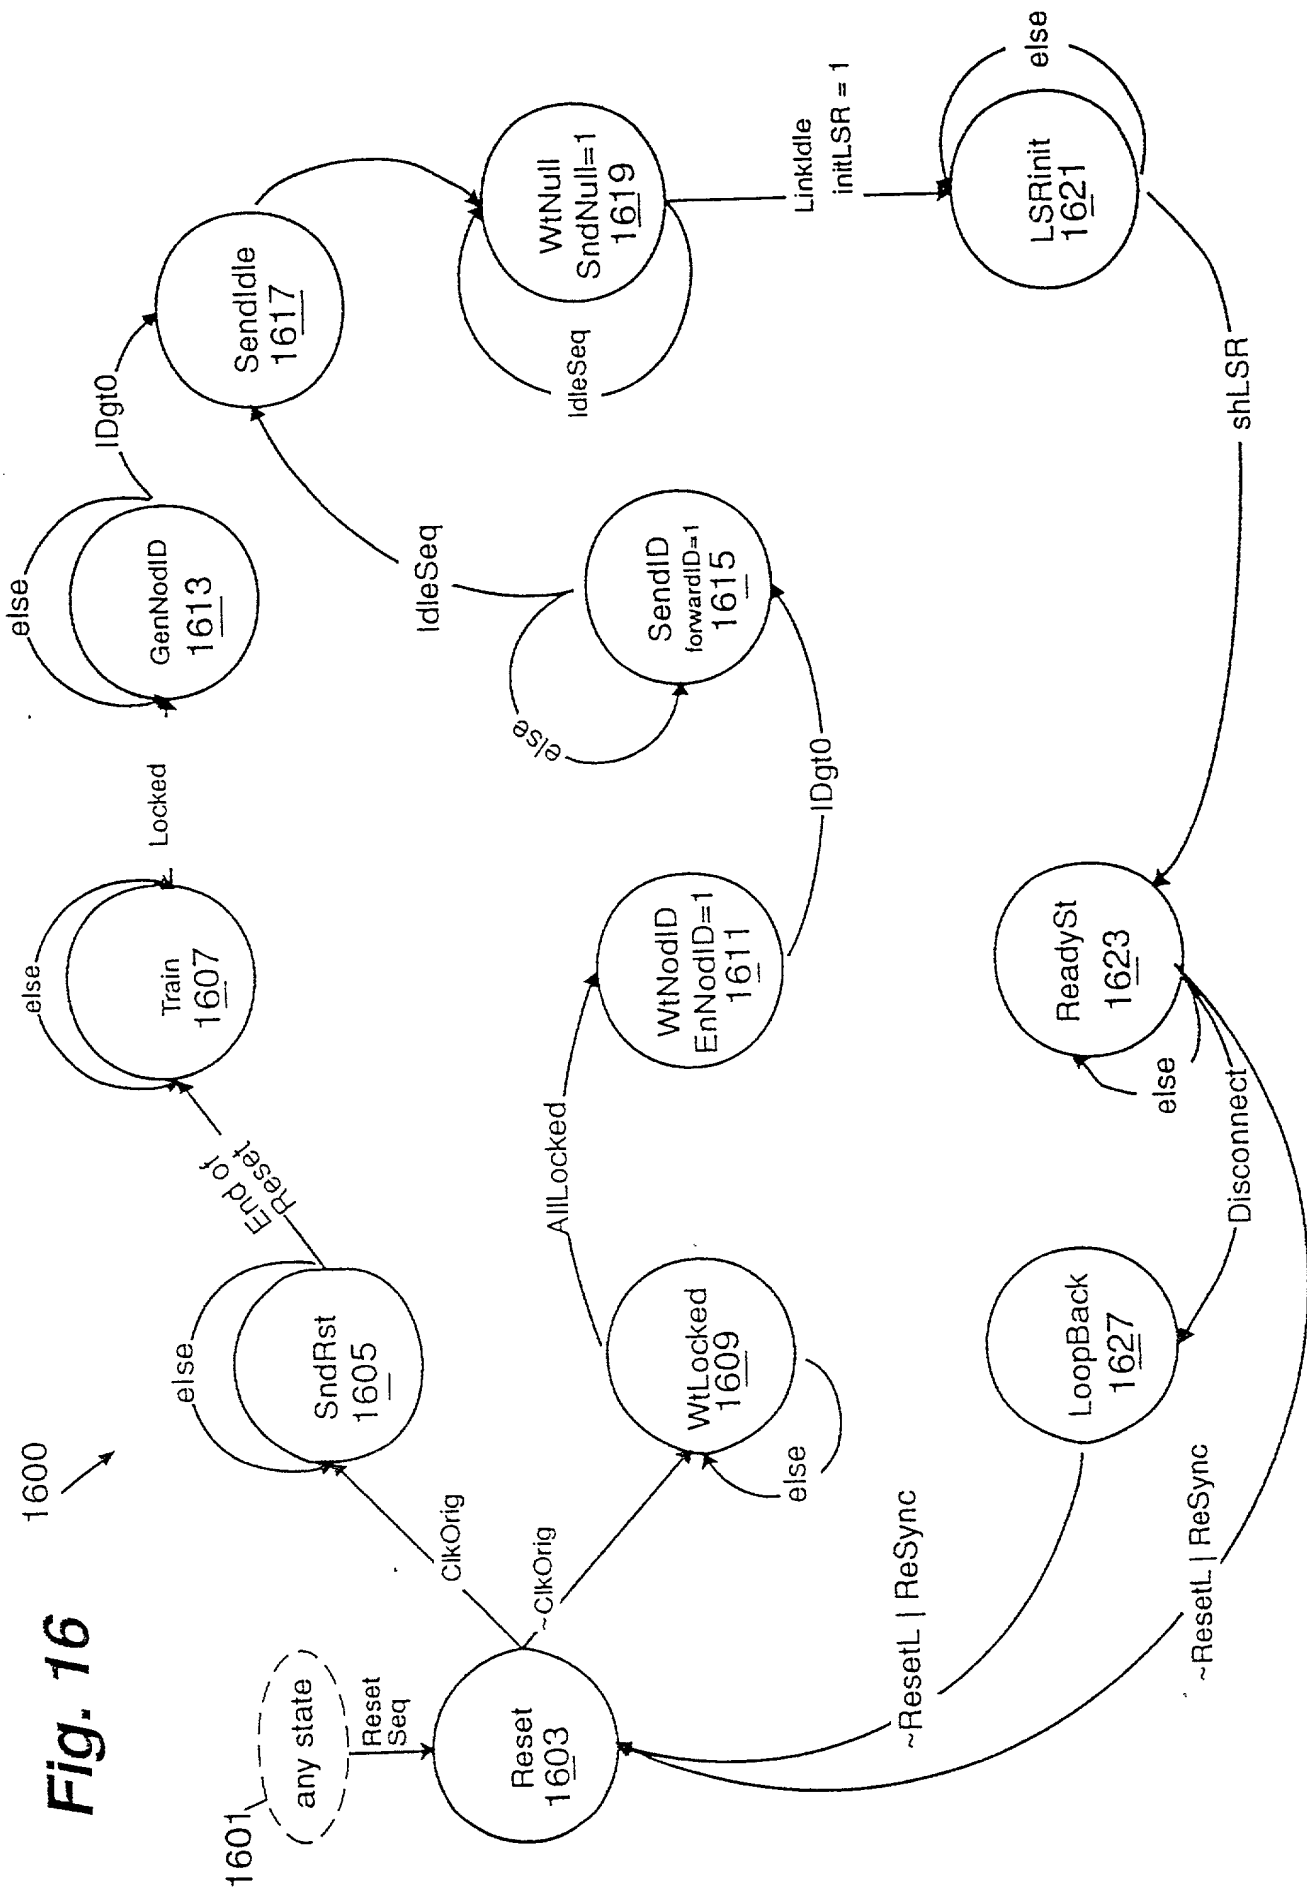 Fig. 16
1600
1601
any state
Reset
Seq
Reset
1603
ClkOrig
~ClkOrig
else
SndRst
1605
End of
Reset
else
Train
1607
Locked
else
GenNodID
1613
IDgt0
SendIdle
1617
WtLocked
1609
else
AllLocked
WtNodID
EnNodID=1
1611
IDgt0
else
SendID
forwardID=1
1615
IdleSeq
IdleSeq
WtNull
SndNull=1
1619
LinkIdle
initLSR = 1
LSRinit
1621
else
shLSR
ReadySt
1623
else
Disconnect
LoopBack
1627
~ResetL | ReSync
~ResetL | ReSync